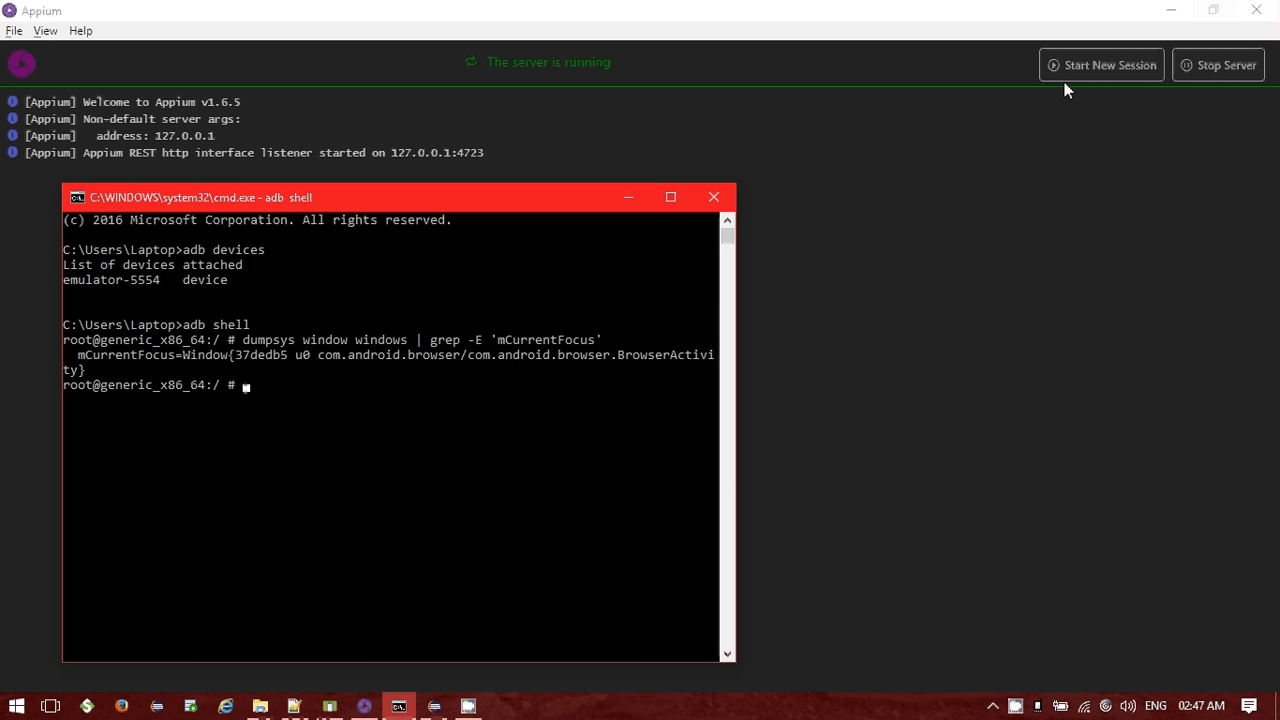 Appium
File View Help
The server is running
Start New Session
Stop Server
[Appium] Welcome to Appium v1.6.5
[Appium] Non-default server args:
[Appium] address: 127.0.0.1
[Appium] Appium REST http interface listener started on 127.0.0.1:4723
C:\WINDOWS\system32\cmd.exe - adb shell
(c) 2016 Microsoft Corporation. All rights reserved.
C:\Users\Laptop>adb devices
List of devices attached
emulator-5554 device
C:\Users\Laptop>adb shell
root@generic_x86_64:/ # dumpsys window windows | grep -E 'mCurrentFocus'
mCurrentFocus=Window{37dedb5 u0 com.android.browser/com.android.browser.BrowserActivi
ty}
root@generic_x86_64:/ #
ENG 02:47 AM